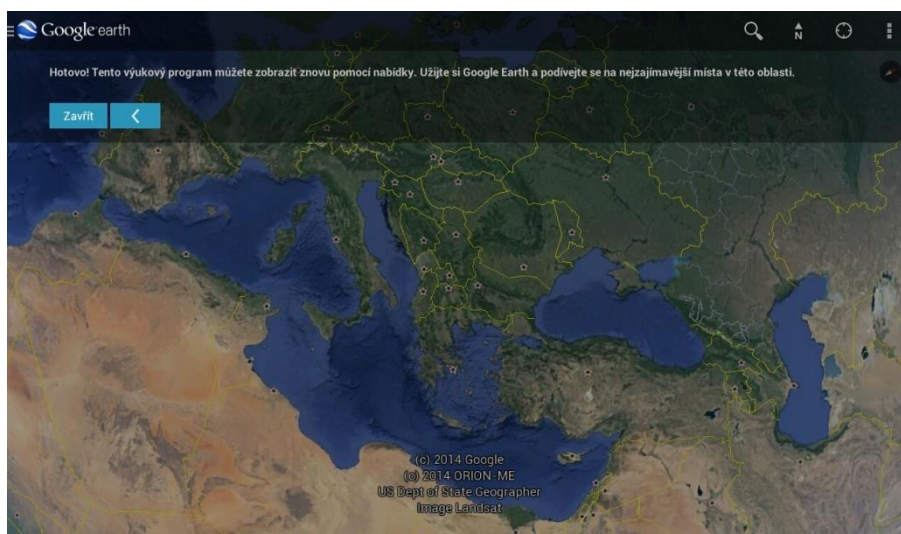 Google earth
N
Hotovo! Tento výukový program můžete zobrazit znovu pomocí nabídky. Užijte si Google Earth a podívejte se na nejzajímavější místa v této oblasti.
Zavřít
(c) 2014 Google
(c) 2014 ORION-ME
US Dept of State Geographer
Image Landsat